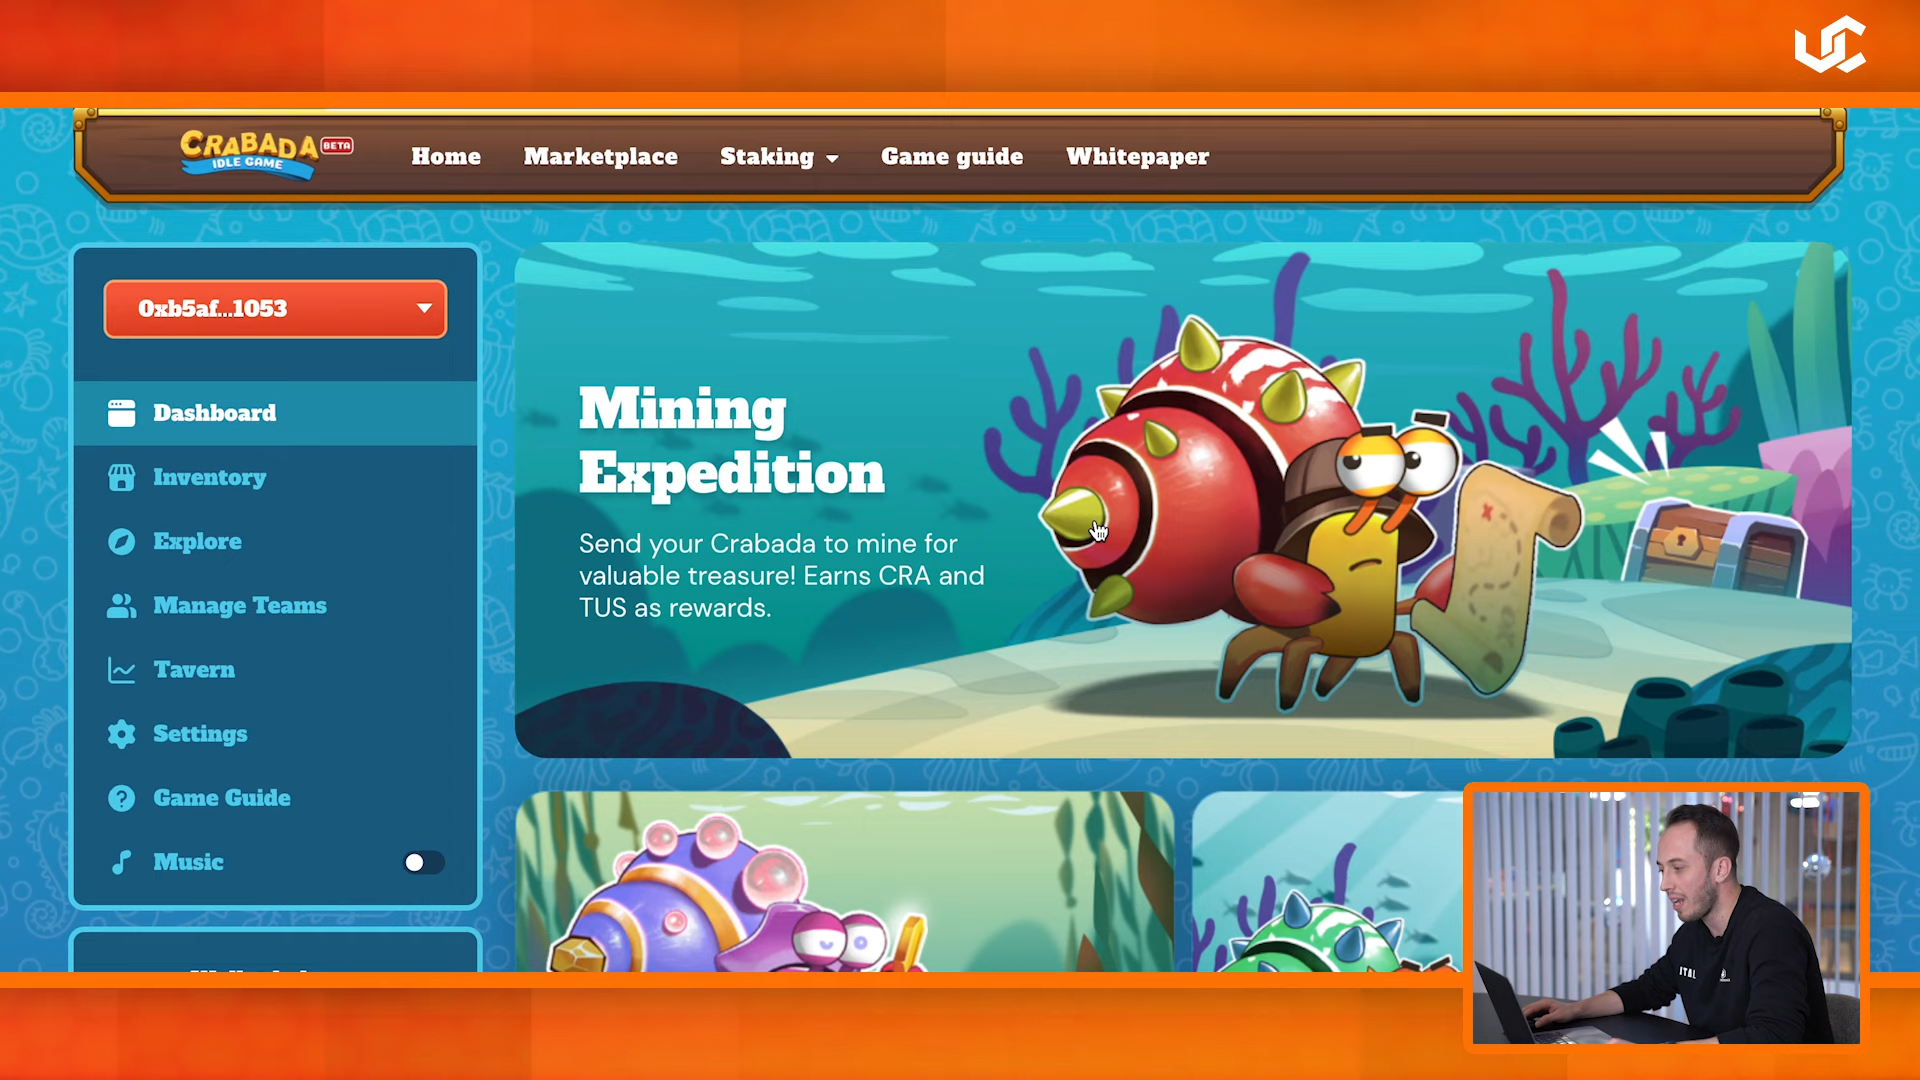 CRABADA
IDLE GAME
BETA
Home
Marketplace
Staking
Game guide
Whitepaper
0xb5af...1053
Dashboard
Inventory
Explore
Manage Teams
Tavern
Settings
Game Guide
Music
Mining
Expedition
Send your Crabada to mine for
valuable treasure! Earns CRA and
TUS as rewards.